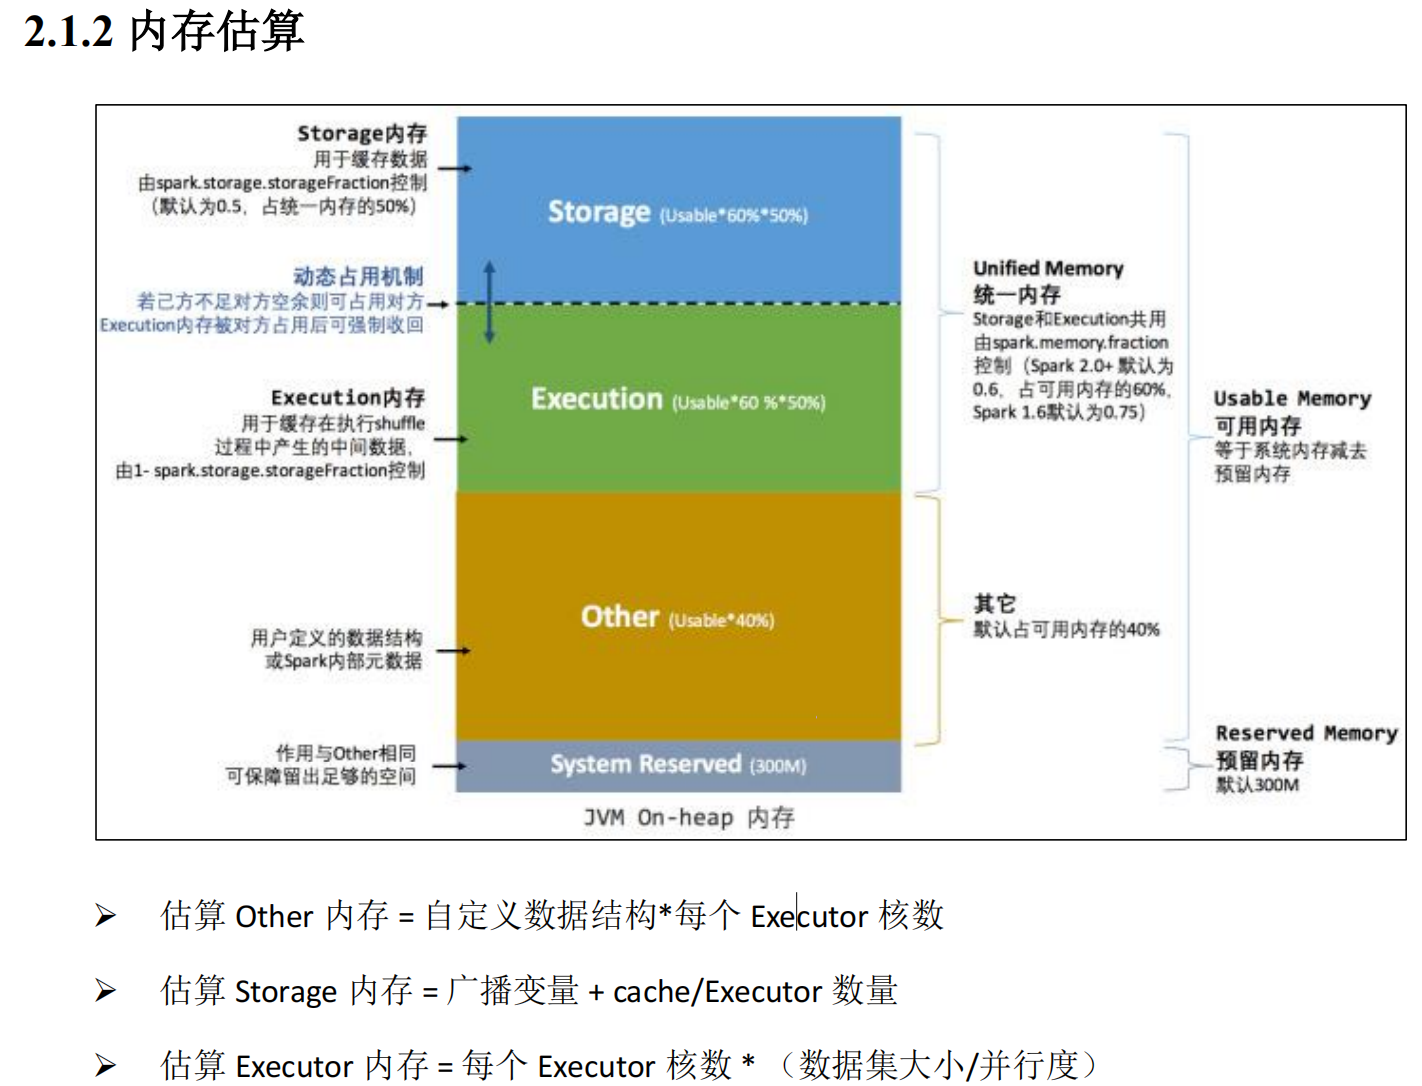 2.1.2 内存估算
Storage内存
用于缓存数据
由spark.storage.storageFraction控制
（默认为0.5，占统一内存的50%）
动态占用机制
若己方不足对方空余则可占用对方
Execution内存被对方占用后可强制收回
Execution内存
用于缓存在执行shuffle
过程中产生的中间数据，
由1- spark.storage.storageFraction控制
用户定义的数据结构
或Spark内部元数据
作用与Other相同
可保障留出足够的空间
Storage (Usable*60%*50%)
Execution (Usable*60 %*50%)
Other (Usable*40%)
System Reserved (300M)
JVM On-heap 内存
Unified Memory
统一内存
Storage和Execution共用
由spark.memory.fraction
控制（Spark 2.0+ 默认为
0.6，占可用内存的60%，
Spark 1.6默认为0.75）
其它
默认占可用内存的40%
Usable Memory
可用内存
等于系统内存减去
预留内存
Reserved Memory
预留内存
默认300M
➢ 估算 Other 内存 = 自定义数据结构*每个 Executor 核数
➢ 估算 Storage 内存 = 广播变量 + cache/Executor 数量
➢ 估算 Executor 内存 = 每个 Executor 核数 * （数据集大小/并行度）